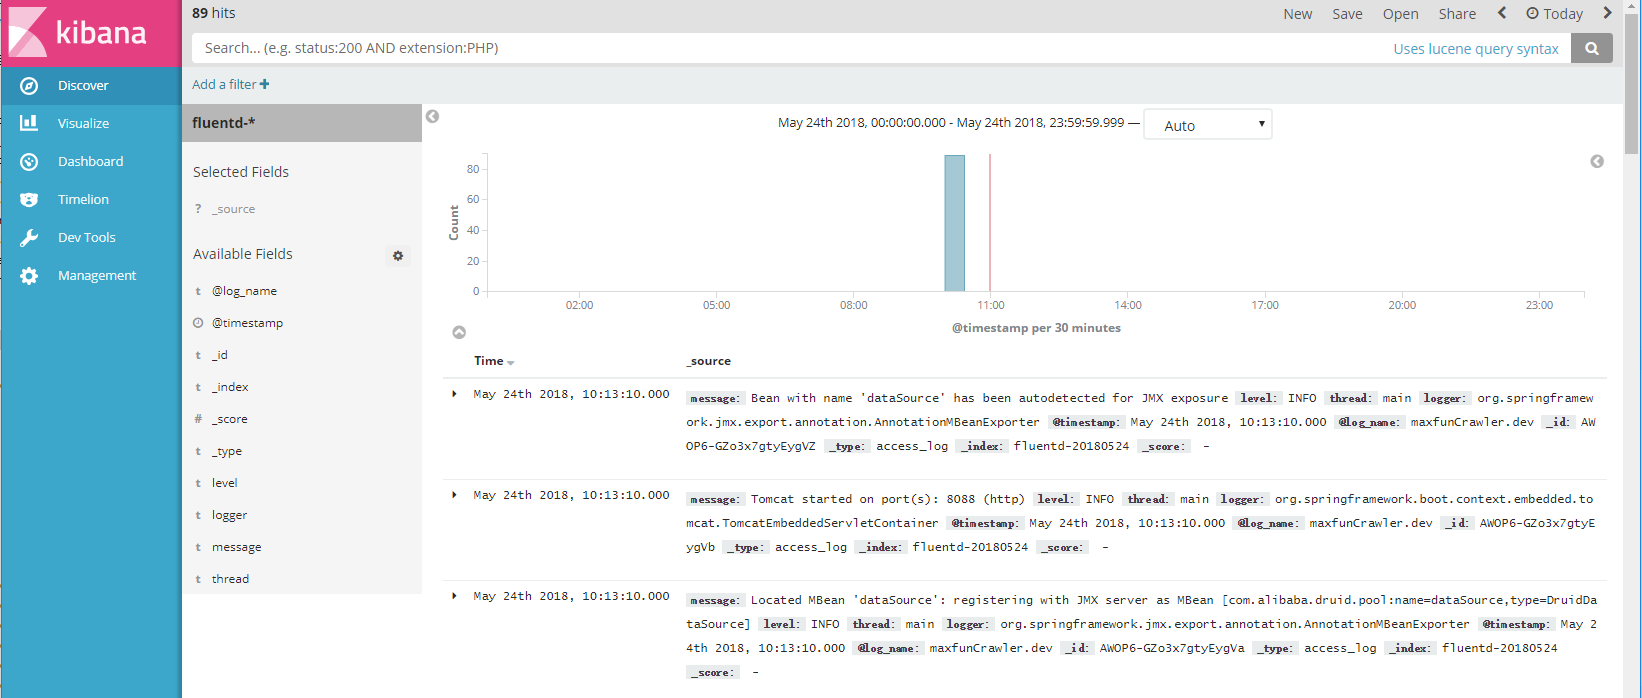 kibana
Discover
Visualize
Dashboard
Timelion
Dev Tools
Management
89 hits
New Save Open Share Today
Search... (e.g. status:200 AND extension:PHP) Uses lucene query syntax
Add a filter
fluentd-*
Selected Fields
? _source
Available Fields
t @log_name
@timestamp
t _id
t _index
# _score
t _type
t level
t logger
t message
t thread
May 24th 2018, 00:00:00.000 - May 24th 2018, 23:59:59.999 — Auto
Count
80
60
40
20
0
02:00 05:00 08:00 11:00 14:00 17:00 20:00 23:00
@timestamp per 30 minutes
Time _source
May 24th 2018, 10:13:10.000 message: Bean with name 'dataSource' has been autodetected for JMX exposure level: INFO thread: main logger: org.springframew
ork.jmx.export.annotation.AnnotationMBeanExporter @timestamp: May 24th 2018, 10:13:10.000 @log_name: maxfunCrawler.dev _id: AW
OP6-GZo3x7gtyEygVZ _type: access_log _index: fluentd-20180524 _score: -
May 24th 2018, 10:13:10.000 message: Tomcat started on port(s): 8088 (http) level: INFO thread: main logger: org.springframework.boot.context.embedded.to
mcat.TomcatEmbeddedServletContainer @timestamp: May 24th 2018, 10:13:10.000 @log_name: maxfunCrawler.dev _id: AWOP6-GZo3x7gtyE
ygVb _type: access_log _index: fluentd-20180524 _score: -
May 24th 2018, 10:13:10.000 message: Located MBean 'dataSource': registering with JMX server as MBean [com.alibaba.druid.pool:name=dataSource,type=DruidDa
taSource] level: INFO thread: main logger: org.springframework.jmx.export.annotation.AnnotationMBeanExporter @timestamp: May 2
4th 2018, 10:13:10.000 @log_name: maxfunCrawler.dev _id: AWOP6-GZo3x7gtyEygVa _type: access_log _index: fluentd-20180524
_score: -